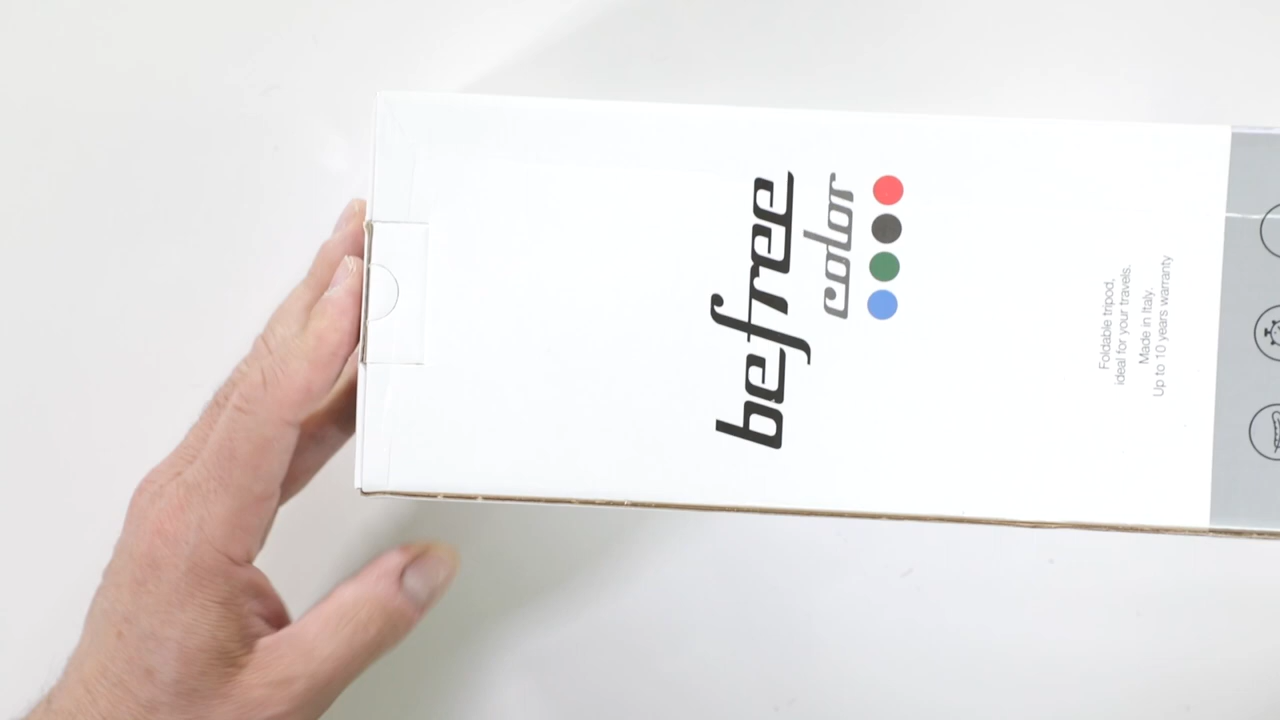 befree
color
Foldable tripod,
ideal for your travels.
Made in Italy.
Up to 10 years warranty